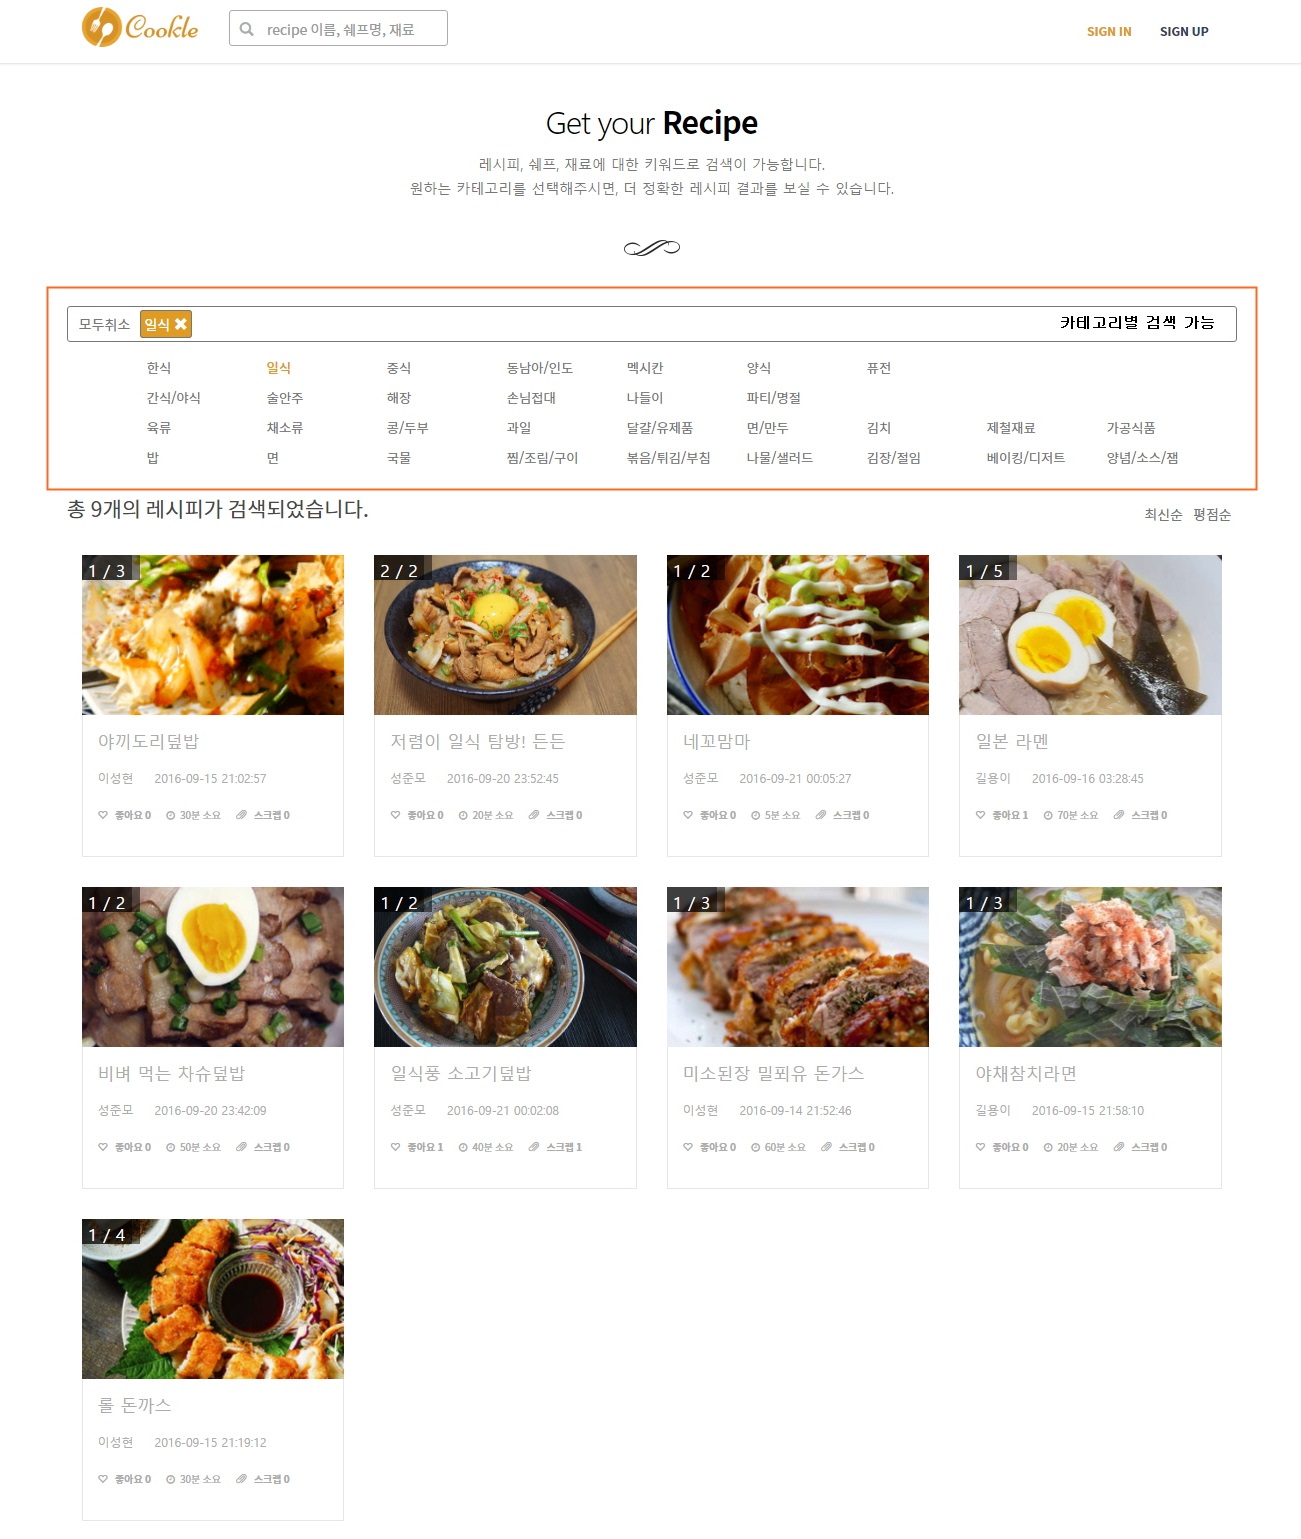 Cookle recipe 이름, 쉐프명, 재료 SIGN IN SIGN UP
Get your Recipe
레시피, 쉐프, 재료에 대한 키워드로 검색이 가능합니다.
원하는 카테고리를 선택해주시면, 더 정확한 레시피 결과를 보실 수 있습니다.
모두취소 일식 ✖ 카테고리별 검색 가능
한식 일식 중식 동남아/인도 멕시칸 양식 퓨전
간식/야식 술안주 해장 손님접대 나들이 파티/명절
육류 채소류 콩/두부 과일 달걀/유제품 면/만두 김치 제철재료 가공식품
밥 면 국물 찜/조림/구이 볶음/튀김/부침 나물/샐러드 김장/절임 베이킹/디저트 양념/소스/잼
총 9개의 레시피가 검색되었습니다. 최신순 평점순
1 / 3 2 / 2 1 / 2 1 / 5
야끼도리덮밥 저렴이 일식 탐방! 든든 네꼬맘마 일본 라멘
이성현 2016-09-15 21:02:57 성준모 2016-09-20 23:52:45 성준모 2016-09-21 00:05:27 길용이 2016-09-16 03:28:45
좋아요 0 30분 소요 스크랩 0 좋아요 0 20분 소요 스크랩 0 좋아요 0 5분 소요 스크랩 0 좋아요 1 70분 소요 스크랩 0
1 / 2 1 / 2 1 / 3 1 / 3
비벼 먹는 차슈덮밥 일식풍 소고기덮밥 미소된장 밀푀유 돈가스 야채참치라면
성준모 2016-09-20 23:42:09 성준모 2016-09-21 00:02:08 이성현 2016-09-14 21:52:46 길용이 2016-09-15 21:58:10
좋아요 0 50분 소요 스크랩 0 좋아요 1 40분 소요 스크랩 1 좋아요 0 60분 소요 스크랩 0 좋아요 0 20분 소요 스크랩 0
1 / 4
롤 돈까스
이성현 2016-09-15 21:19:12
좋아요 0 30분 소요 스크랩 0